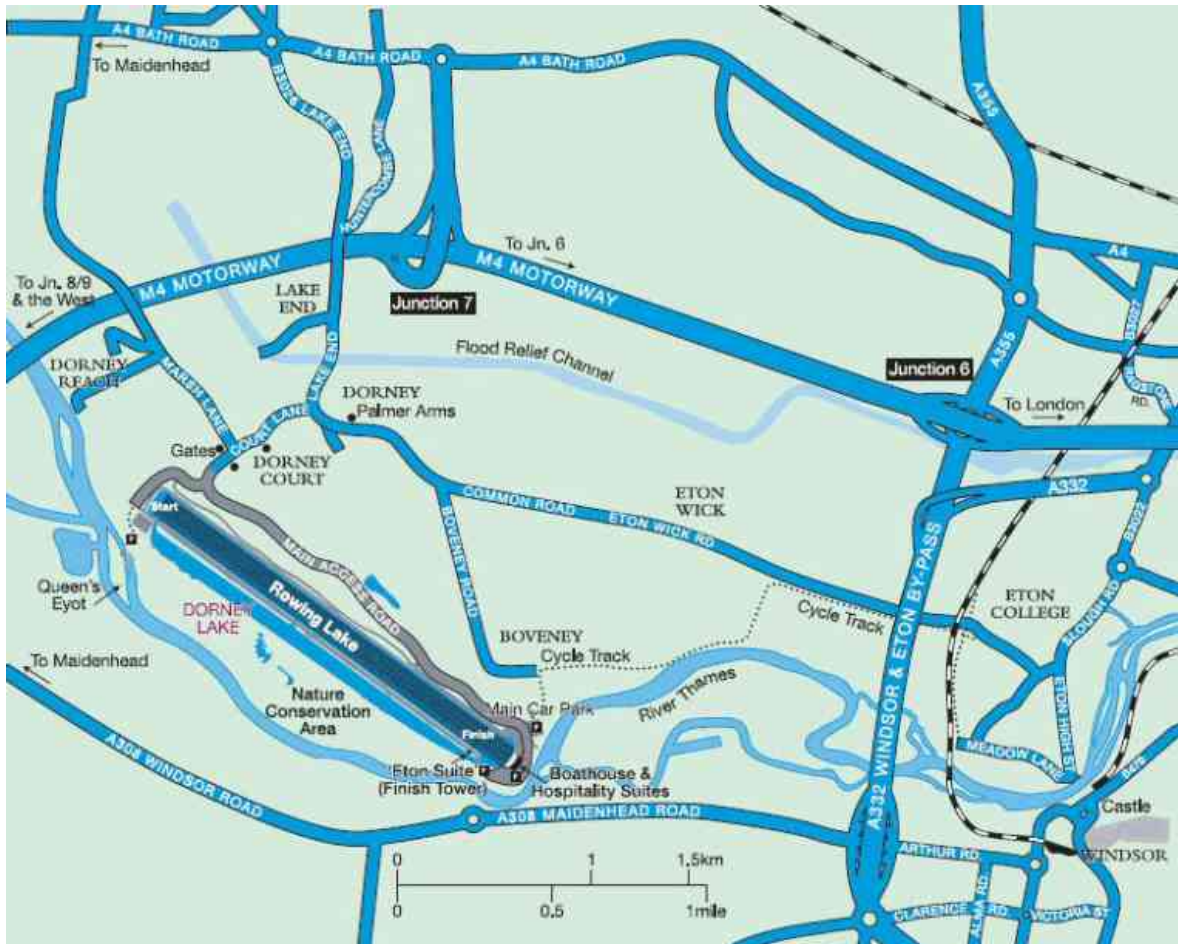 A4 BATH ROAD
To Maidenhead
A4 BATH ROAD
A4 BATH ROAD
B3026 LAKE END
HUNTERCOMBE LANE
A355
To Jn. 6
M4 MOTORWAY
M4 MOTORWAY
To Jn. 8/9
& the West
LAKE
END
Junction 7
A4
B3027
RD.
A355
Flood Relief Channel
Junction 6
To London
DORNEY
REACH
MARSH LANE
LAKE END
COURT LANE
DORNEY
Palmer Arms
Gates
DORNEY
COURT
COMMON ROAD
ETON WICK RD
ETON
WICK
A332
B3022
BOVENEY ROAD
Start
P
MAIN ACCESS ROAD
Rowing Lake
Queen's
Eyot
DORNEY
LAKE
Nature
Conservation
Area
BOVENEY
Cycle Track
Cycle Track
ETON
COLLEGE
SLOUGH RD
ETON HIGH ST
MEADOW LANE
River Thames
Main Car Park
P
Finish
Eton Suite
(Finish Tower)
P
P
Boathouse &
Hospitality Suites
To Maidenhead
A308 WINDSOR ROAD
A308 MAIDENHEAD ROAD
A332 WINDSOR & ETON BY-PASS
Castle
WINDSOR
ARTHUR RD.
ALMA RD.
CLARENCE RD.
VICTORIA ST
0 1 1.5km
0 0.5 1mile